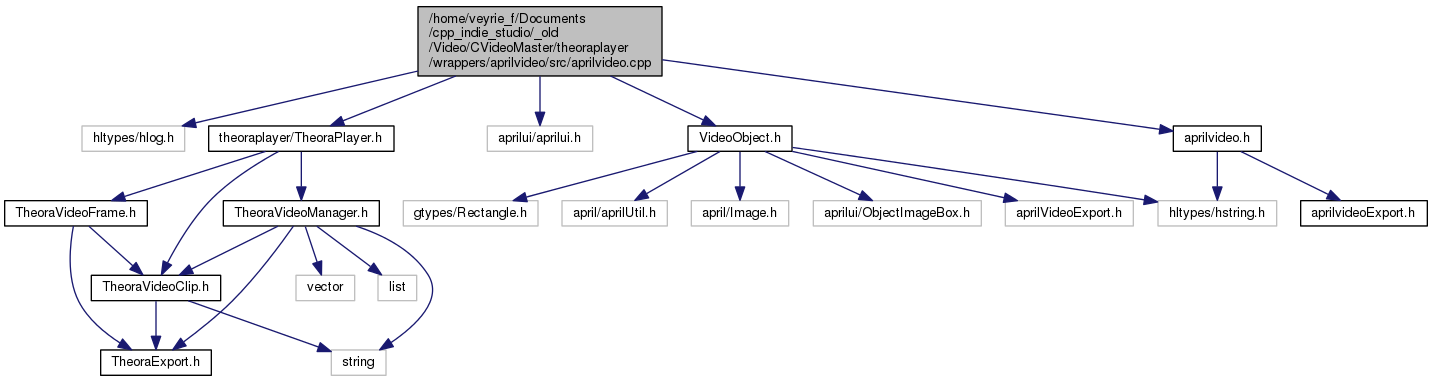 /home/veyrie_f/Documents
/cpp_indie_studio/_old
/Video/CVideoMaster/theoraplayer
/wrappers/aprilvideo/src/aprilvideo.cpp
hltypes/hlog.h
theoraplayer/TheoraPlayer.h
aprilui/aprilui.h
VideoObject.h
aprilvideo.h
TheoraVideoFrame.h
TheoraVideoManager.h
gtypes/Rectangle.h
april/aprilUtil.h
april/Image.h
aprilui/ObjectImageBox.h
aprilVideoExport.h
hltypes/hstring.h
aprilvideoExport.h
TheoraVideoClip.h
vector
list
TheoraExport.h
string